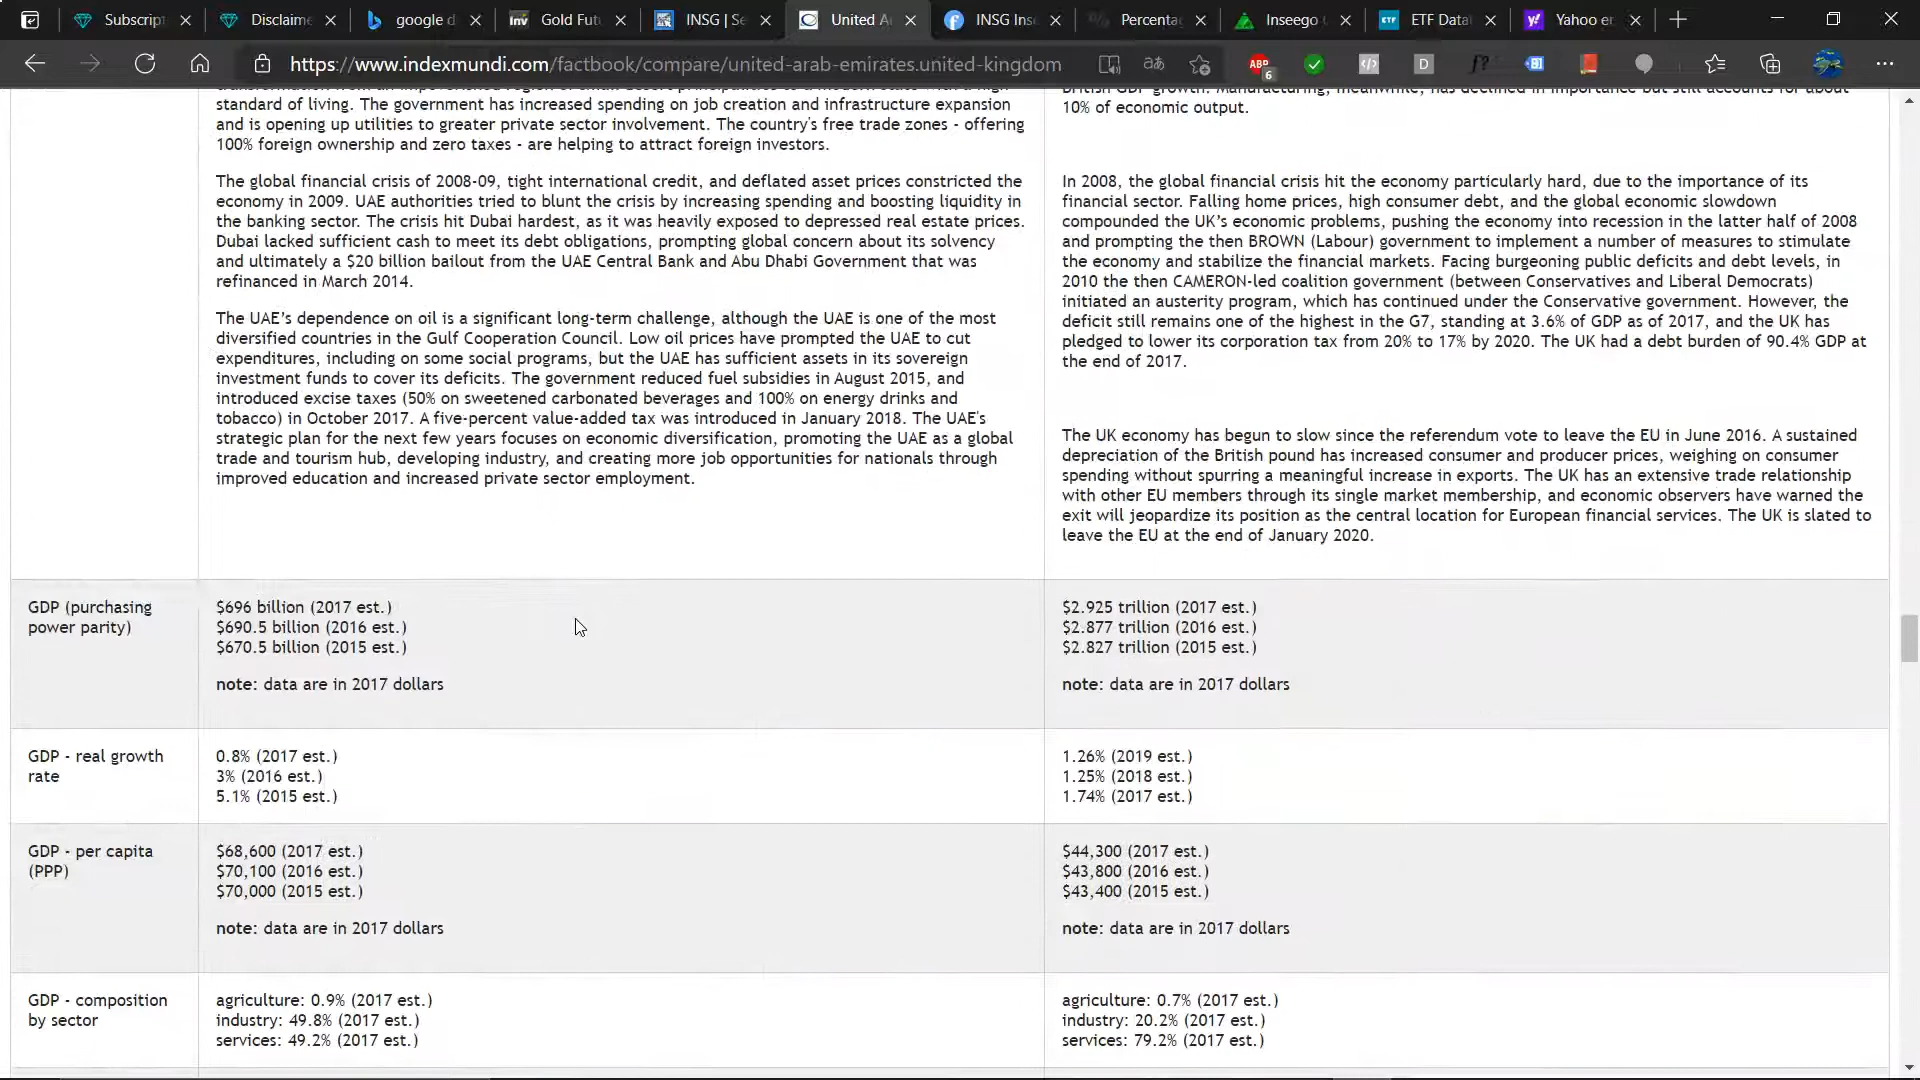 Subscript
Disclaime
google d
inv Gold Futu
INSG | Se
United A
INSG Inse
Percenta
Inseego
ETF ETF Data
Yahoo e
https://www.indexmundi.com/factbook/compare/united-arab-emirates.united-kingdom
ABP
6
standard of living. The government has increased spending on job creation and infrastructure expansion
and is opening up utilities to greater private sector involvement. The country's free trade zones - offering
100% foreign ownership and zero taxes - are helping to attract foreign investors.
The global financial crisis of 2008-09, tight international credit, and deflated asset prices constricted the
economy in 2009. UAE authorities tried to blunt the crisis by increasing spending and boosting liquidity in
the banking sector. The crisis hit Dubai hardest, as it was heavily exposed to depressed real estate prices.
Dubai lacked sufficient cash to meet its debt obligations, prompting global concern about its solvency
and ultimately a $20 billion bailout from the UAE Central Bank and Abu Dhabi Government that was
refinanced in March 2014.
The UAE’s dependence on oil is a significant long-term challenge, although the UAE is one of the most
diversified countries in the Gulf Cooperation Council. Low oil prices have prompted the UAE to cut
expenditures, including on some social programs, but the UAE has sufficient assets in its sovereign
investment funds to cover its deficits. The government reduced fuel subsidies in August 2015, and
introduced excise taxes (50% on sweetened carbonated beverages and 100% on energy drinks and
tobacco) in October 2017. A five-percent value-added tax was introduced in January 2018. The UAE's
strategic plan for the next few years focuses on economic diversification, promoting the UAE as a global
trade and tourism hub, developing industry, and creating more job opportunities for nationals through
improved education and increased private sector employment.
British GDP growth. Manufacturing, meanwhile, has declined in importance but still accounts for about
10% of economic output.
In 2008, the global financial crisis hit the economy particularly hard, due to the importance of its
financial sector. Falling home prices, high consumer debt, and the global economic slowdown
compounded the UK’s economic problems, pushing the economy into recession in the latter half of 2008
and prompting the then BROWN (Labour) government to implement a number of measures to stimulate
the economy and stabilize the financial markets. Facing burgeoning public deficits and debt levels, in
2010 the then CAMERON-led coalition government (between Conservatives and Liberal Democrats)
initiated an austerity program, which has continued under the Conservative government. However, the
deficit still remains one of the highest in the G7, standing at 3.6% of GDP as of 2017, and the UK has
pledged to lower its corporation tax from 20% to 17% by 2020. The UK had a debt burden of 90.4% GDP at
the end of 2017.
The UK economy has begun to slow since the referendum vote to leave the EU in June 2016. A sustained
depreciation of the British pound has increased consumer and producer prices, weighing on consumer
spending without spurring a meaningful increase in exports. The UK has an extensive trade relationship
with other EU members through its single market membership, and economic observers have warned the
exit will jeopardize its position as the central location for European financial services. The UK is slated to
leave the EU at the end of January 2020.
GDP (purchasing
power parity)
$696 billion (2017 est.)
$690.5 billion (2016 est.)
$670.5 billion (2015 est.)
note: data are in 2017 dollars
$2.925 trillion (2017 est.)
$2.877 trillion (2016 est.)
$2.827 trillion (2015 est.)
note: data are in 2017 dollars
GDP - real growth
rate
0.8% (2017 est.)
3% (2016 est.)
5.1% (2015 est.)
1.26% (2019 est.)
1.25% (2018 est.)
1.74% (2017 est.)
GDP - per capita
(PPP)
$68,600 (2017 est.)
$70,100 (2016 est.)
$70,000 (2015 est.)
note: data are in 2017 dollars
$44,300 (2017 est.)
$43,800 (2016 est.)
$43,400 (2015 est.)
note: data are in 2017 dollars
GDP - composition
by sector
agriculture: 0.9% (2017 est.)
industry: 49.8% (2017 est.)
services: 49.2% (2017 est.)
agriculture: 0.7% (2017 est.)
industry: 20.2% (2017 est.)
services: 79.2% (2017 est.)